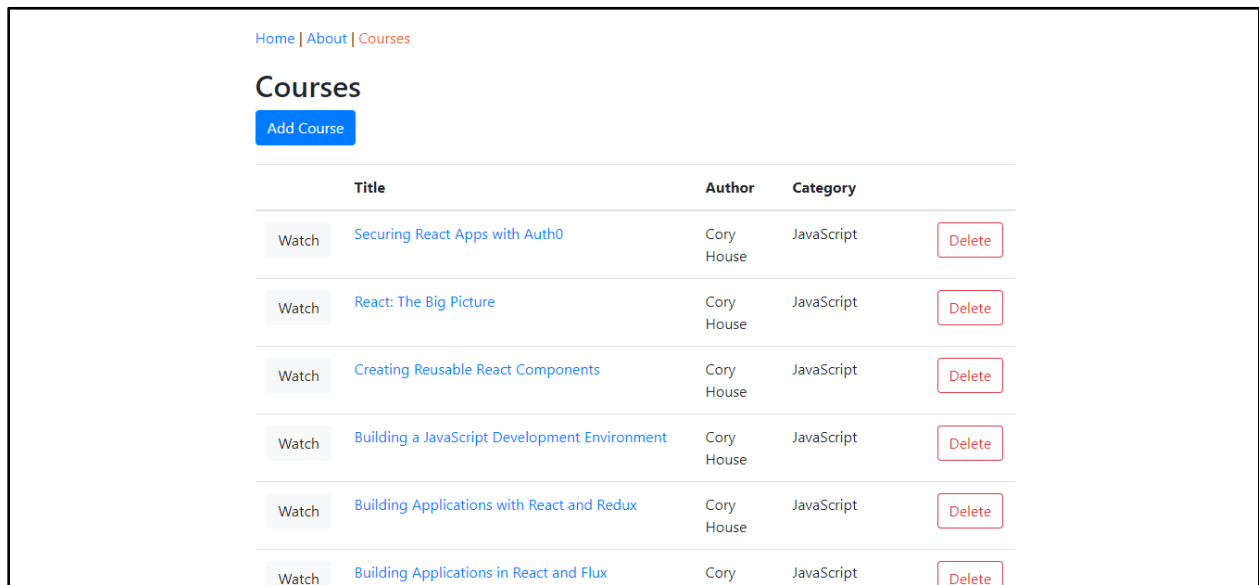 Home | About | Courses
Courses
Add Course
Title Author Category
Watch Securing React Apps with Auth0 Cory House JavaScript Delete
Watch React: The Big Picture Cory House JavaScript Delete
Watch Creating Reusable React Components Cory House JavaScript Delete
Watch Building a JavaScript Development Environment Cory House JavaScript Delete
Watch Building Applications with React and Redux Cory House JavaScript Delete
Watch Building Applications in React and Flux Cory JavaScript Delete